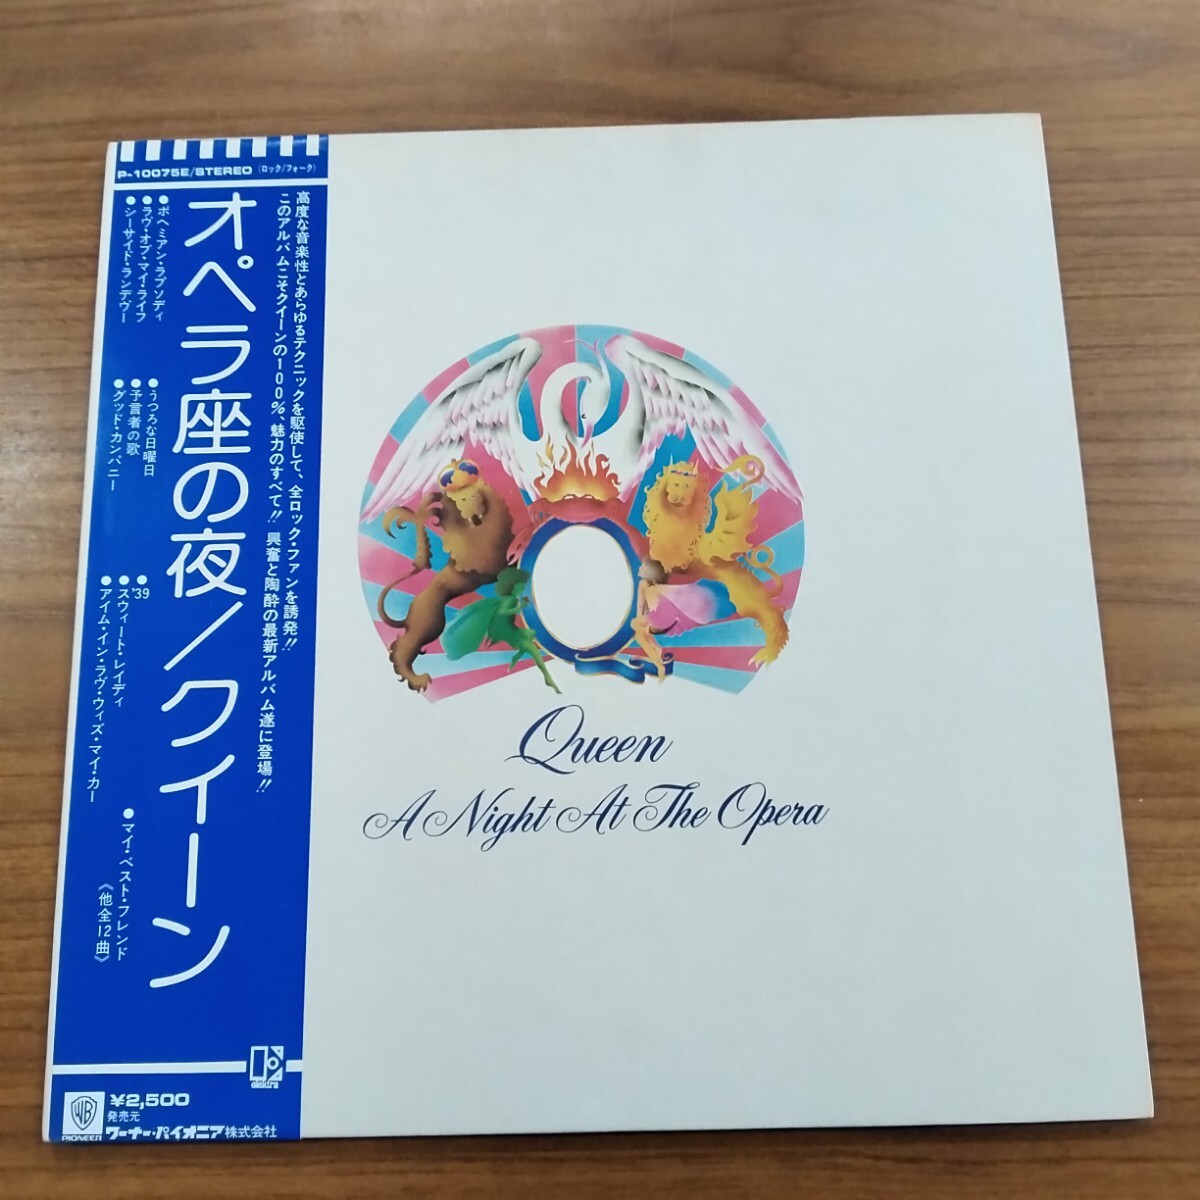 P-10075E/STEREO (ロック/フォーク)
高度な音楽性とあらゆるテクニックを駆使して、全ロック・ファンを誘発!!
このアルバムこそクイーンの100%、魅力のすべて!! 興奮と陶酔の最新アルバム遂に登場!!
オペラ座の夜/クイーン
●ボヘミアン・ラプソディ
●ラヴ・オブ・マイ・ライフ
●シーサイド・ランデヴー
●うつろな日曜日
●予言者の歌
●グッド・カンパニー
●'39
●スウィート・レイディ
●アイム・イン・ラヴ・ウィズ・マイ・カー
●マイ・ベスト・フレンド
《他全12曲》
elektra
WB
PIONEER
¥2,500
発売元
ワーナー・パイオニア株式会社
Queen
A Night At The Opera